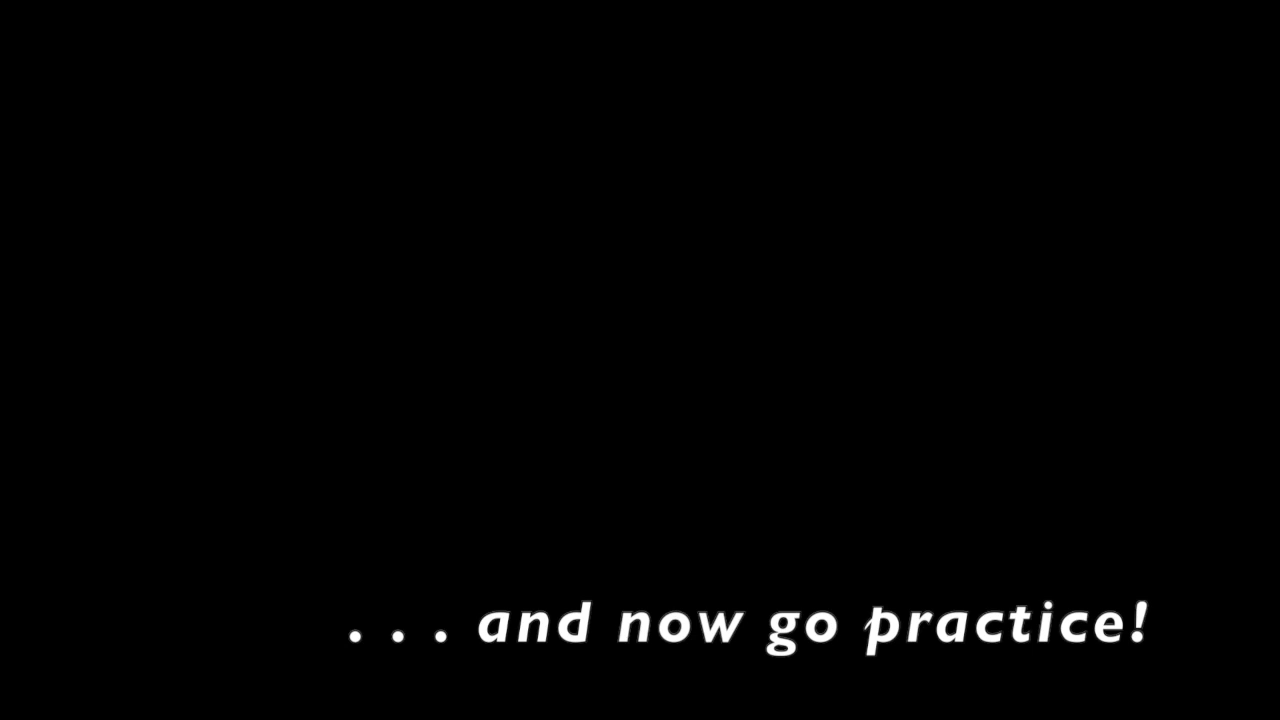 . . . and now go practice!